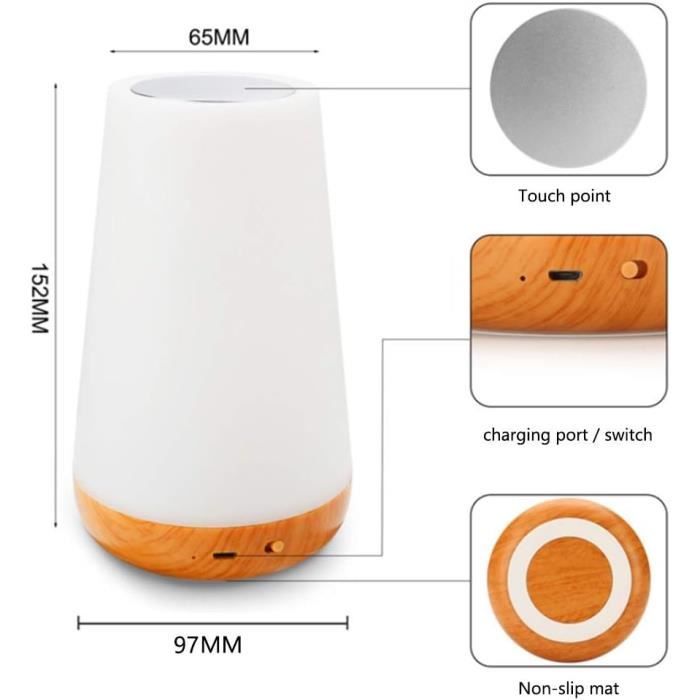 65MM
Touch point
152MM
charging port / switch
97MM
Non-slip mat